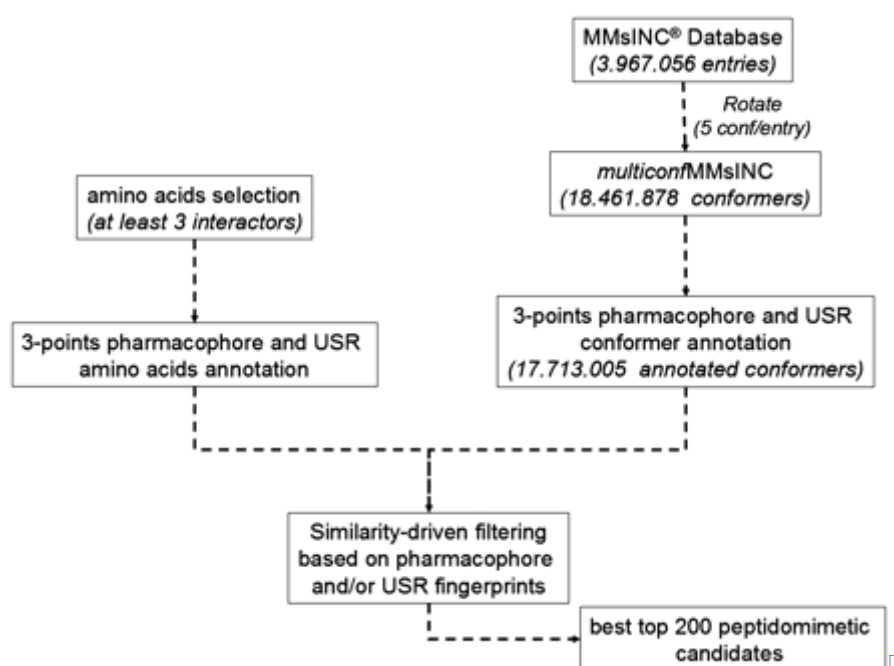 MMsINC® Database
(3.967.056 entries)
Rotate
(5 conf/entry)
multiconfMMsINC
(18.461.878 conformers)
amino acids selection
(at least 3 interactors)
3-points pharmacophore and USR
amino acids annotation
3-points pharmacophore and USR
conformer annotation
(17.713.005 annotated conformers)
Similarity-driven filtering
based on pharmacophore
and/or USR fingerprints
best top 200 peptidomimetic
candidates